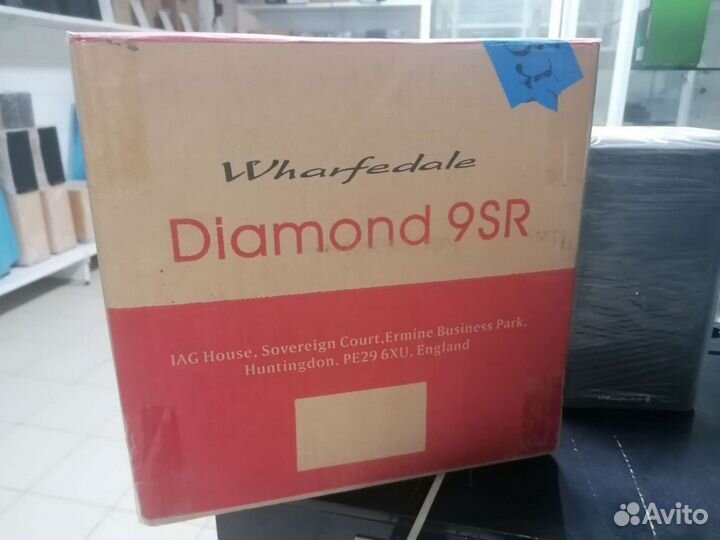 Wharfedale
Diamond 9SR
IAG House, Sovereign Court,Ermine Business Park,
Huntingdon, PE29 6XU, England
Avito